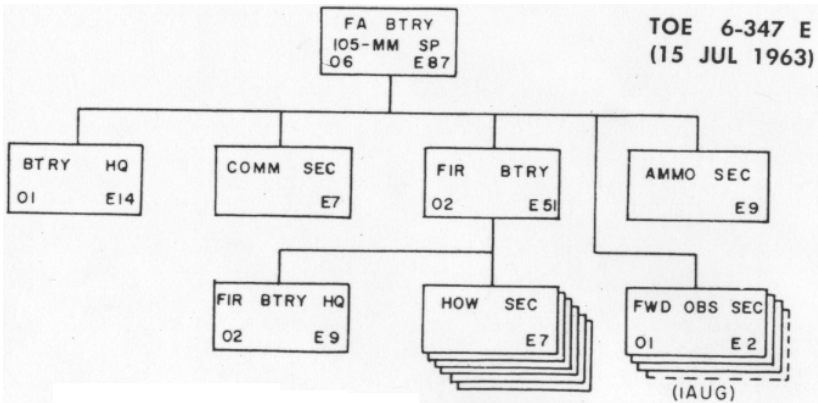 FA BTRY
105-MM SP
O6 E87
TOE 6-347 E
(15 JUL 1963)
BTRY HQ
O1 E14
COMM SEC
E7
FIR BTRY
O2 E51
AMMO SEC
E9
FIR BTRY HQ
O2 E9
HOW SEC
E7
FWD OBS SEC
O1 E2
(1AUG)